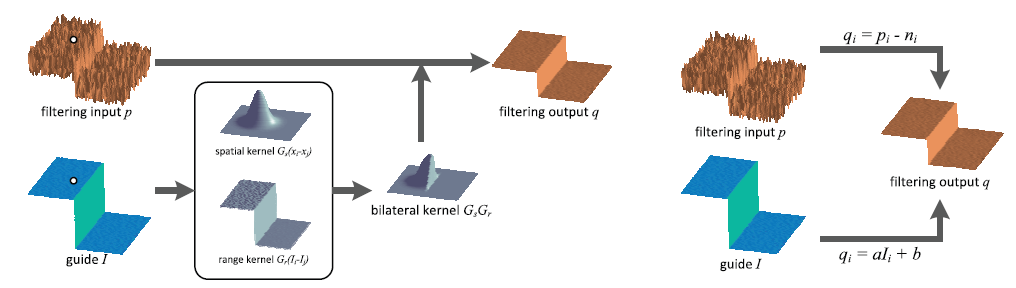 filtering input p
filtering output q
spatial kernel Gs(xi-xj)
bilateral kernel GsGr
guide I
range kernel Gr(Ii-Ij)
qi = pi - ni
filtering input p
filtering output q
guide I
qi = aIi + b